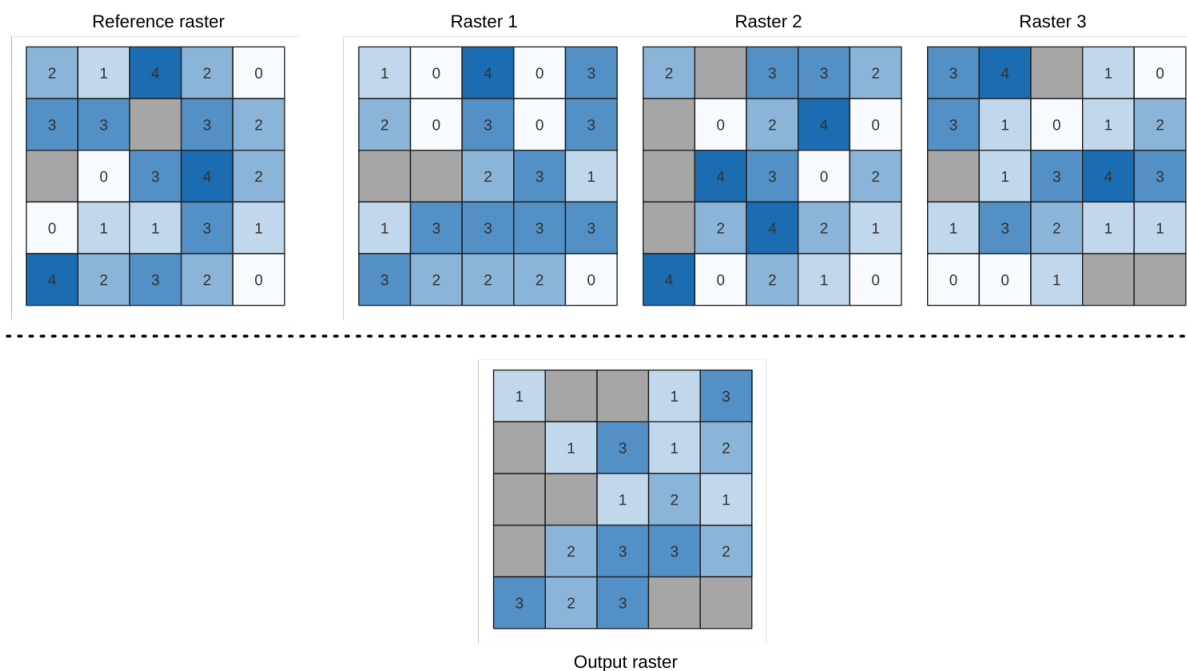 Reference raster Raster 1 Raster 2 Raster 3
2 1 4 2 0 1 0 4 0 3 2 3 3 2 3 4 1 0
3 3 3 2 2 0 3 0 3 0 2 4 0 3 1 0 1 2
0 3 4 2 2 3 1 4 3 0 2 1 3 4 3
0 1 1 3 1 1 3 3 3 3 2 4 2 1 1 3 2 1 1
4 2 3 2 0 3 2 2 2 0 4 0 2 1 0 0 0 1
1 1 3
1 3 1 2
1 2 1
2 3 3 2
3 2 3
Output raster